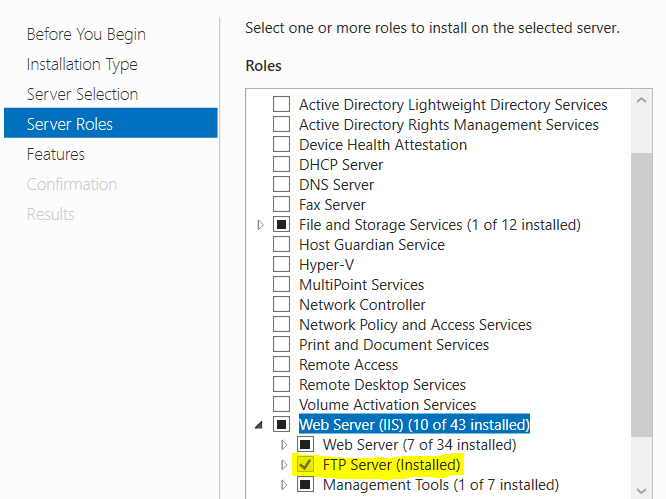 Select one or more roles to install on the selected server.
Before You Begin
Installation Type
Server Selection
Server Roles
Features
Confirmation
Results
Roles
Active Directory Lightweight Directory Services
Active Directory Rights Management Services
Device Health Attestation
DHCP Server
DNS Server
Fax Server
File and Storage Services (1 of 12 installed)
Host Guardian Service
Hyper-V
MultiPoint Services
Network Controller
Network Policy and Access Services
Print and Document Services
Remote Access
Remote Desktop Services
Volume Activation Services
Web Server (IIS) (10 of 43 installed)
Web Server (7 of 34 installed)
FTP Server (Installed)
Management Tools (1 of 7 installed)